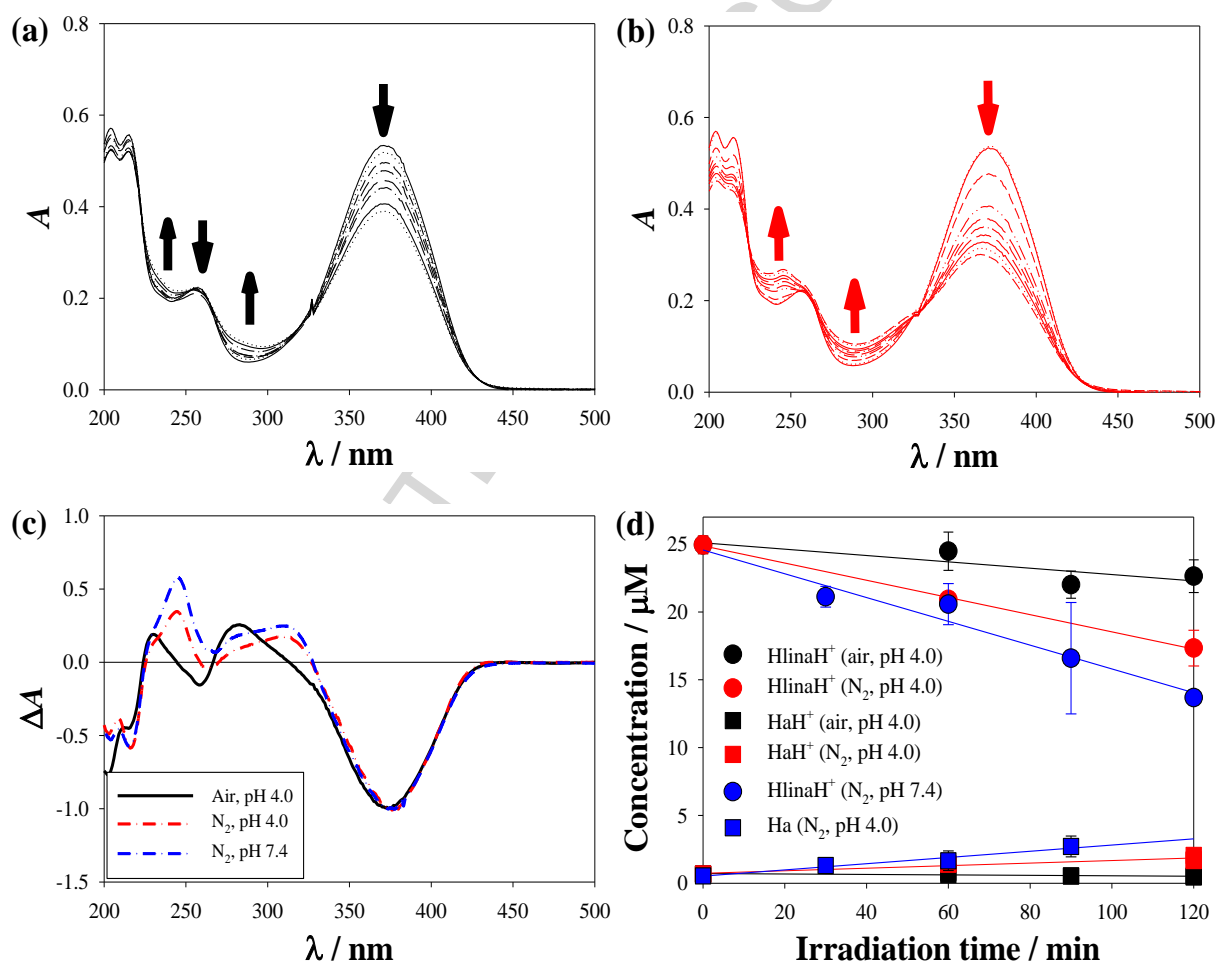 (a)
0.8
0.6
0.4
0.2
0.0
A
200 250 300 350 400 450 500
λ / nm
(b)
0.8
0.6
0.4
0.2
0.0
A
200 250 300 350 400 450 500
λ / nm
(c)
1.0
0.5
0.0
-0.5
-1.0
-1.5
ΔA
Air, pH 4.0
N₂, pH 4.0
N₂, pH 7.4
200 250 300 350 400 450 500
λ / nm
(d)
25
20
15
10
5
0
Concentration / μM
HlinaH⁺ (air, pH 4.0)
HlinaH⁺ (N₂, pH 4.0)
HaH⁺ (air, pH 4.0)
HaH⁺ (N₂, pH 4.0)
HlinaH⁺ (N₂, pH 7.4)
Ha (N₂, pH 4.0)
0 20 40 60 80 100 120
Irradiation time / min